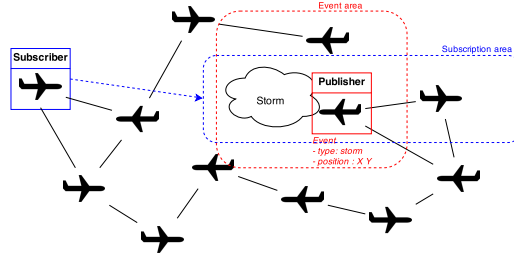 Event area
Subscription area
Subscriber
Publisher
Storm
Event
- type: storm
- position : X Y